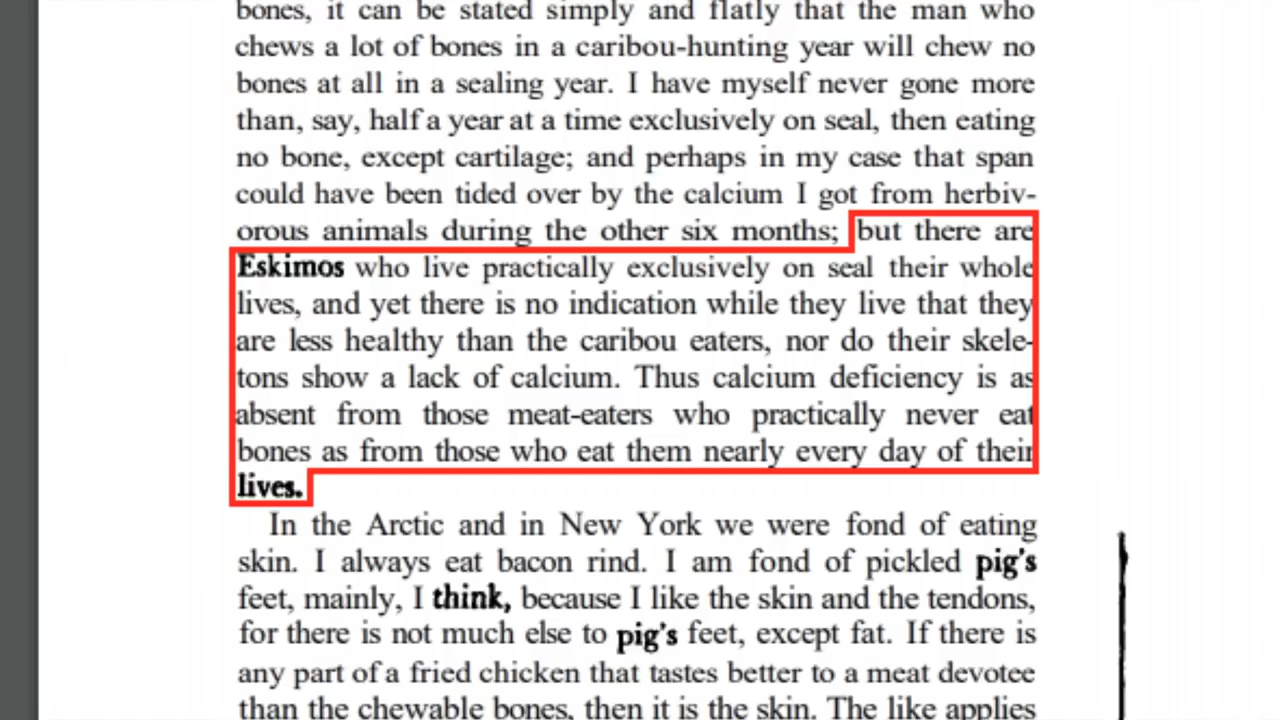 bones, it can be stated simply and flatly that the man who
chews a lot of bones in a caribou-hunting year will chew no
bones at all in a sealing year. I have myself never gone more
than, say, half a year at a time exclusively on seal, then eating
no bone, except cartilage; and perhaps in my case that span
could have been tided over by the calcium I got from herbiv-
orous animals during the other six months; but there are
Eskimos who live practically exclusively on seal their whole
lives, and yet there is no indication while they live that they
are less healthy than the caribou eaters, nor do their skele-
tons show a lack of calcium. Thus calcium deficiency is as
absent from those meat-eaters who practically never eat
bones as from those who eat them nearly every day of their
lives.
In the Arctic and in New York we were fond of eating
skin. I always eat bacon rind. I am fond of pickled pig's
feet, mainly, I think, because I like the skin and the tendons,
for there is not much else to pig's feet, except fat. If there is
any part of a fried chicken that tastes better to a meat devotee
than the chewable bones, then it is the skin. The like applies